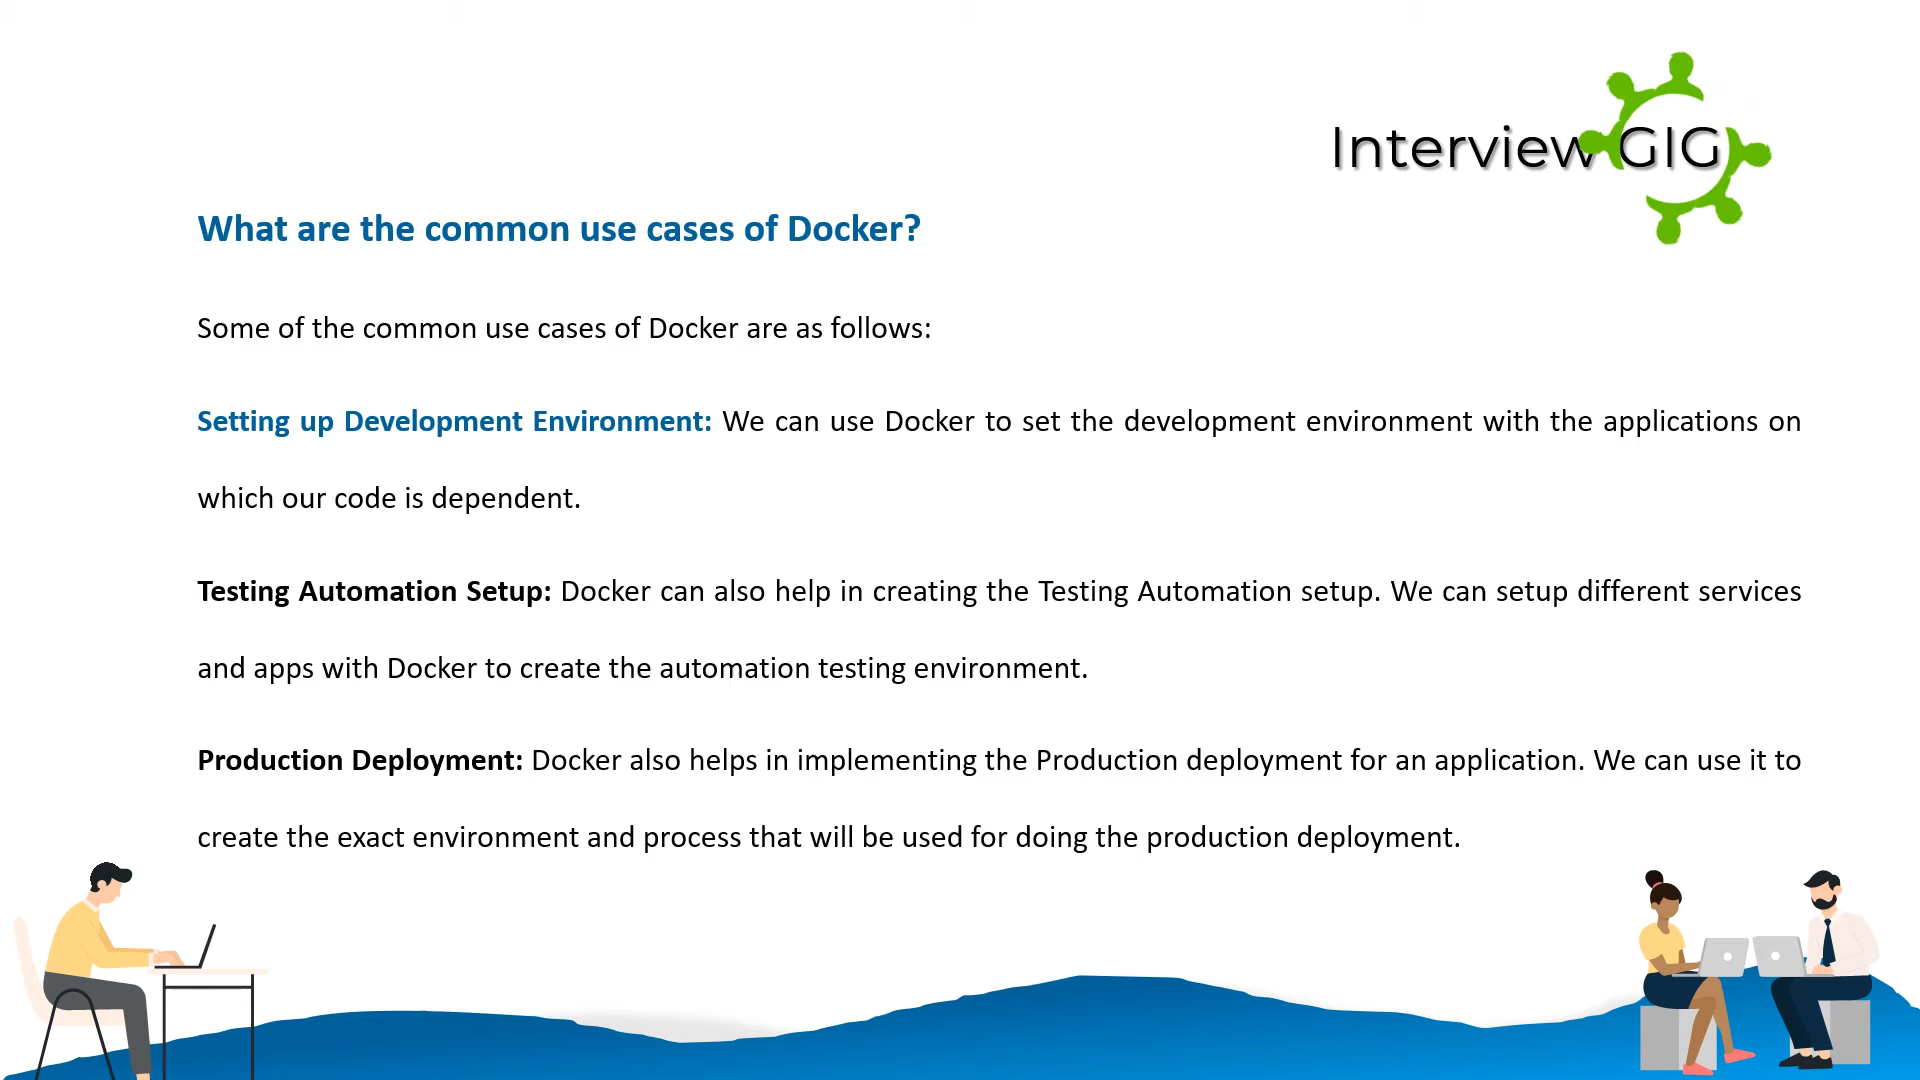 Interview GIG
What are the common use cases of Docker?
Some of the common use cases of Docker are as follows:
Setting up Development Environment: We can use Docker to set the development environment with the applications on
which our code is dependent.
Testing Automation Setup: Docker can also help in creating the Testing Automation setup. We can setup different services
and apps with Docker to create the automation testing environment.
Production Deployment: Docker also helps in implementing the Production deployment for an application. We can use it to
create the exact environment and process that will be used for doing the production deployment.